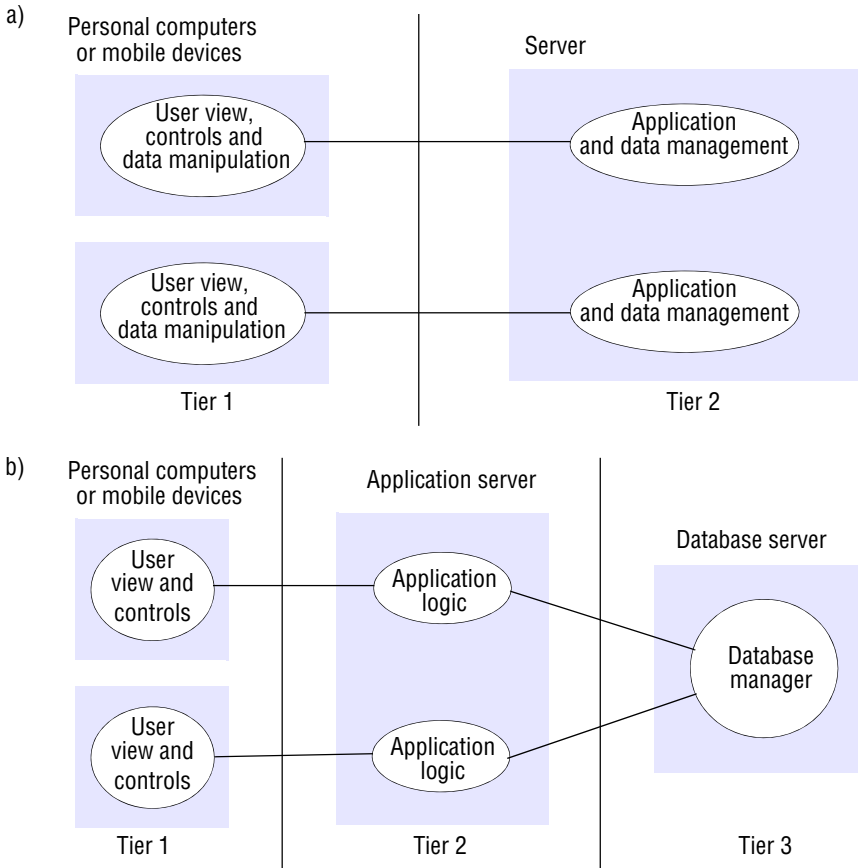 a)
Personal computers
or mobile devices
Server
User view,
controls and
data manipulation
Application
and data management
User view,
controls and
data manipulation
Application
and data management
Tier 1
Tier 2
b)
Personal computers
or mobile devices
Application server
Database server
User
view and
controls
Application
logic
Database
manager
User
view and
controls
Application
logic
Tier 1
Tier 2
Tier 3